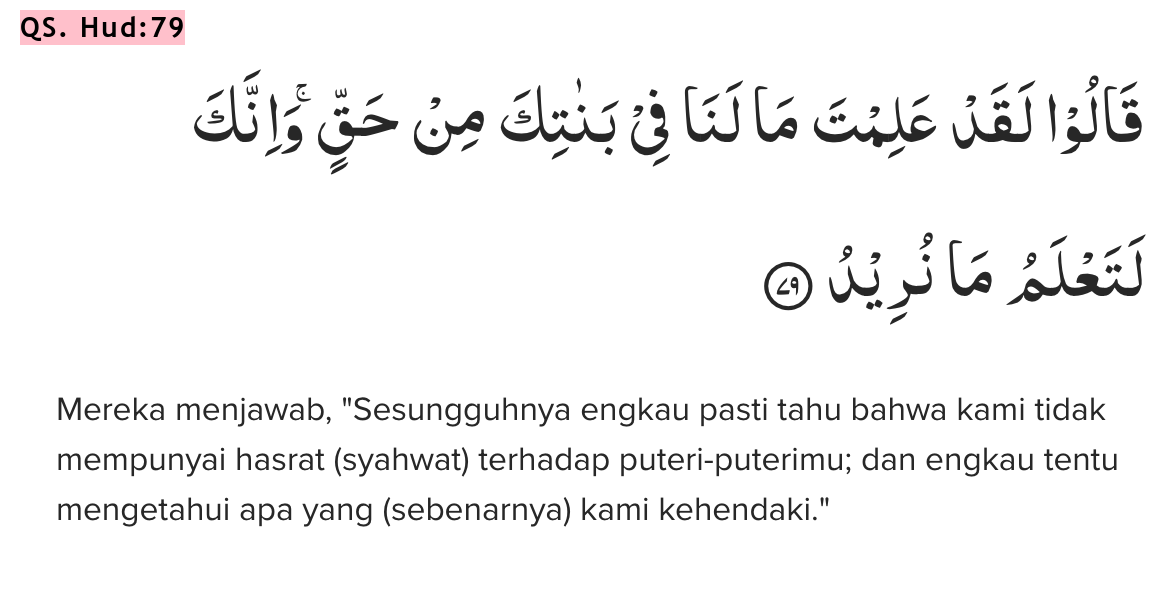 QS. Hud:79
قَالُوْا لَقَدْ عَلِمْتَ مَا لَنَا فِيْ بَنٰتِكَ مِنْ حَقٍّۚ وَاِنَّكَ
لَتَعْلَمُ مَا نُرِيْدُ ٧٩
Mereka menjawab, "Sesungguhnya engkau pasti tahu bahwa kami tidak
mempunyai hasrat (syahwat) terhadap puteri-puterimu; dan engkau tentu
mengetahui apa yang (sebenarnya) kami kehendaki."